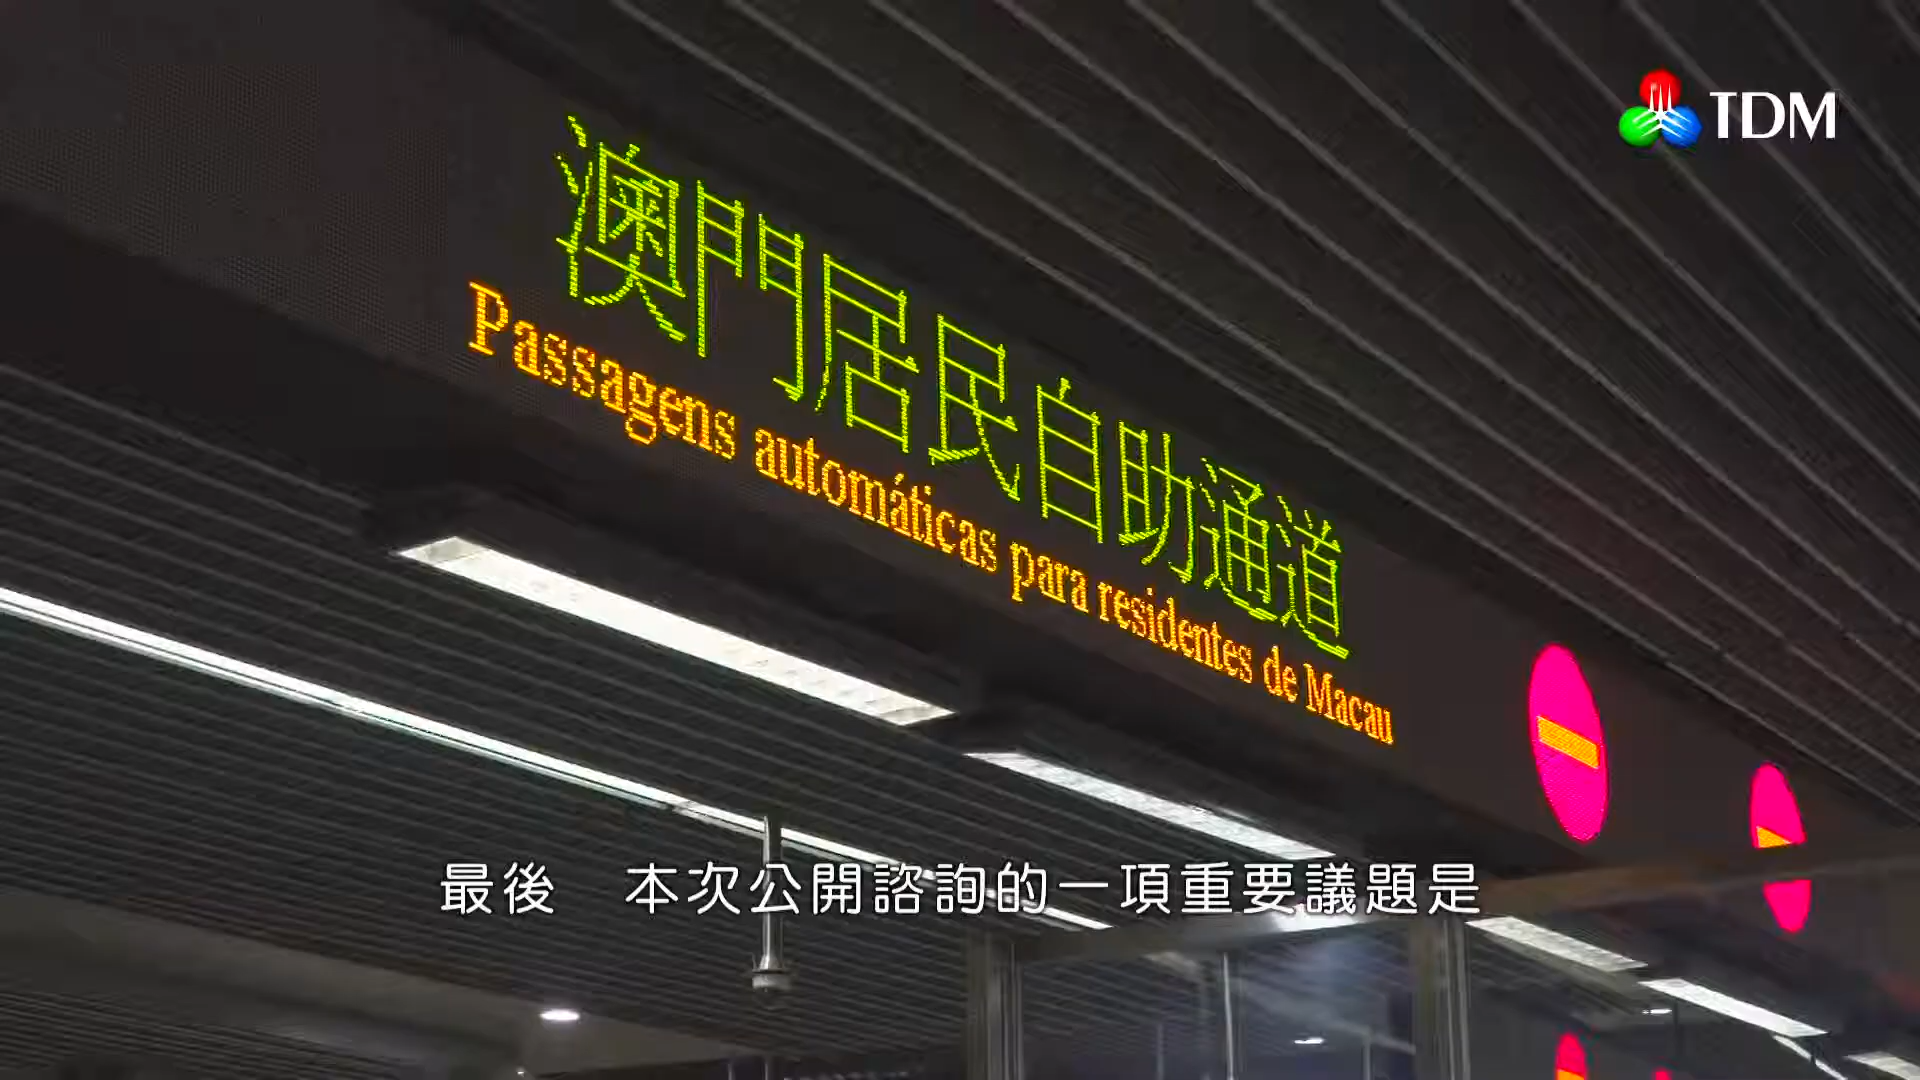 TDM
澳門居民自助通道
Passagens automáticas para residentes de Macau
最後 本次公開諮詢的一項重要議題是